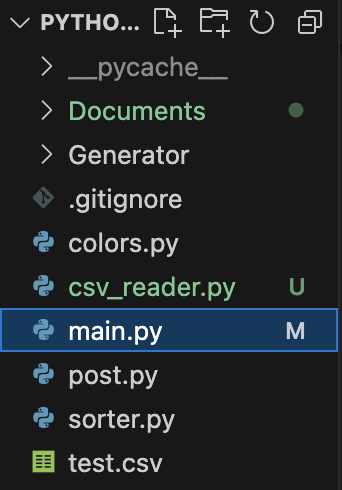 PYTHO...
__pycache__
Documents
Generator
.gitignore
colors.py
csv_reader.py U
main.py M
post.py
sorter.py
test.csv